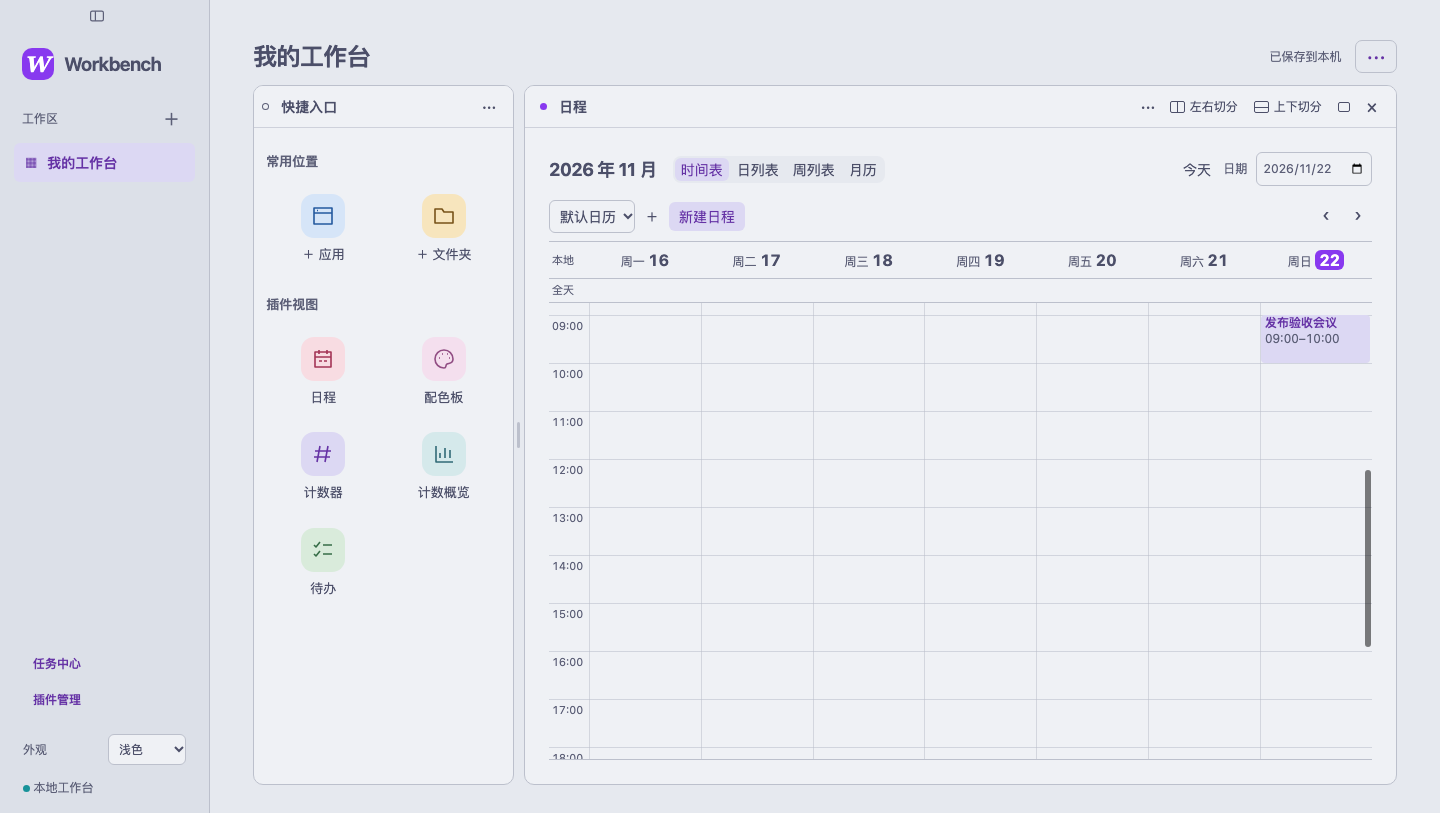 W Workbench
工作区 +
我的工作台
任务中心
插件管理
外观 浅色
本地工作台
我的工作台
已保存到本机 ...
快捷入口 ...
常用位置
+ 应用 + 文件夹
插件视图
日程 配色板
计数器 计数概览
待办
日程
... 左右切分 上下切分 ×
2026 年 11 月 时间表 日列表 周列表 月历
今天 日期 2026/11/22
默认日历 + 新建日程 ‹ ›
本地 周一 16 周二 17 周三 18 周四 19 周五 20 周六 21 周日 22
全天
09:00 发布验收会议
09:00–10:00
10:00
11:00
12:00
13:00
14:00
15:00
16:00
17:00
18:00